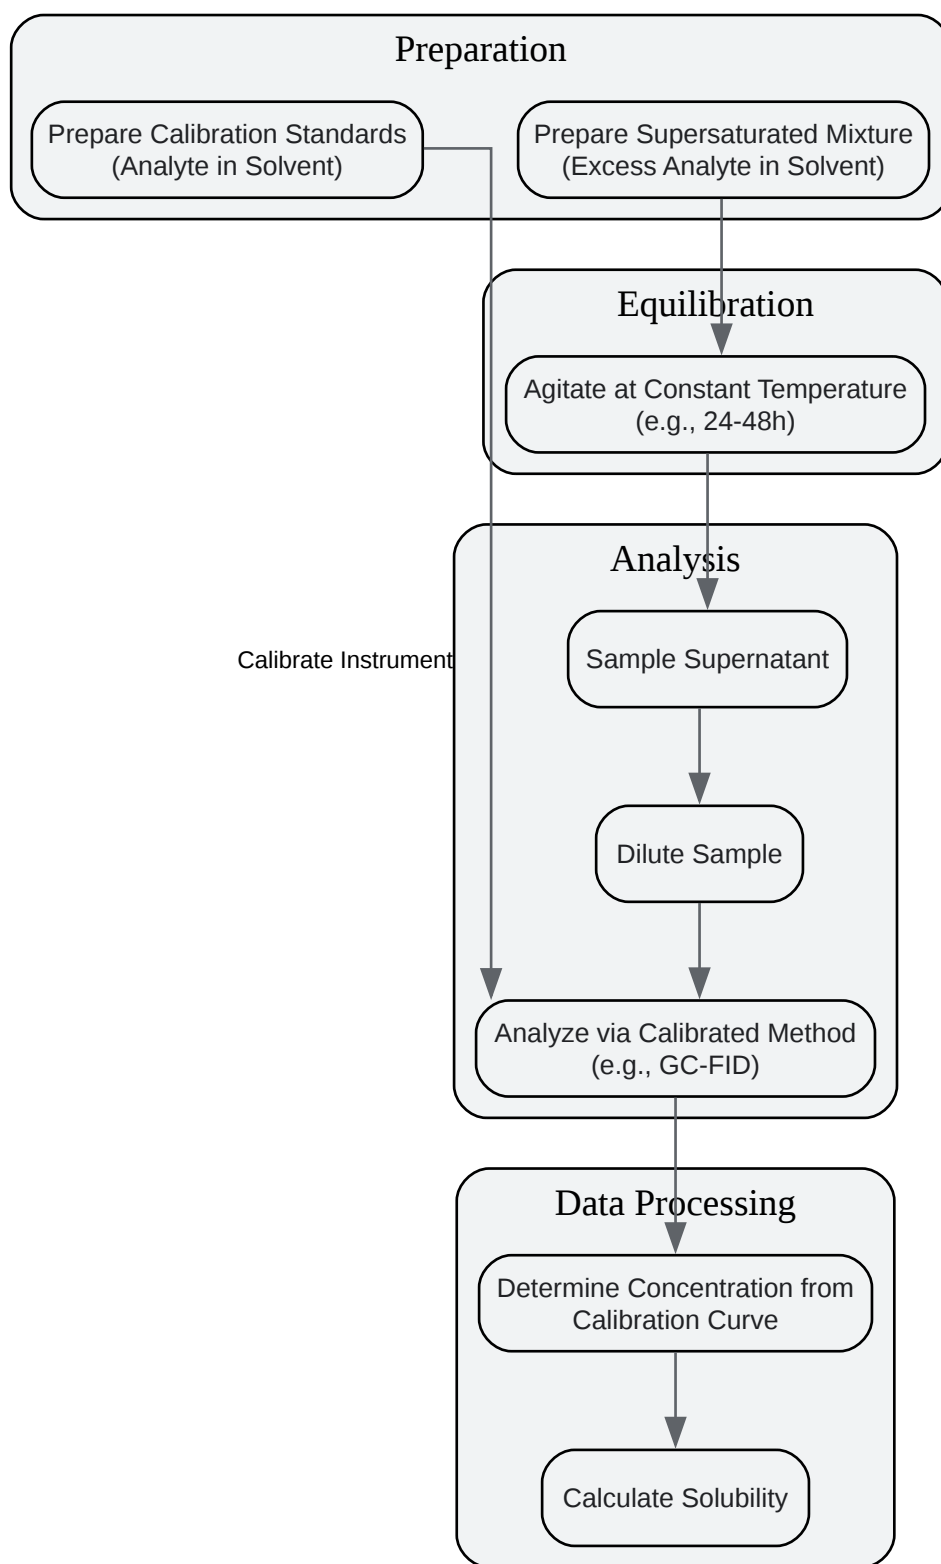 Preparation
Prepare Calibration Standards
(Analyte in Solvent)
Prepare Supersaturated Mixture
(Excess Analyte in Solvent)
Equilibration
Agitate at Constant Temperature
(e.g., 24-48h)
Analysis
Calibrate Instrument
Sample Supernatant
Dilute Sample
Analyze via Calibrated Method
(e.g., GC-FID)
Data Processing
Determine Concentration from
Calibration Curve
Calculate Solubility